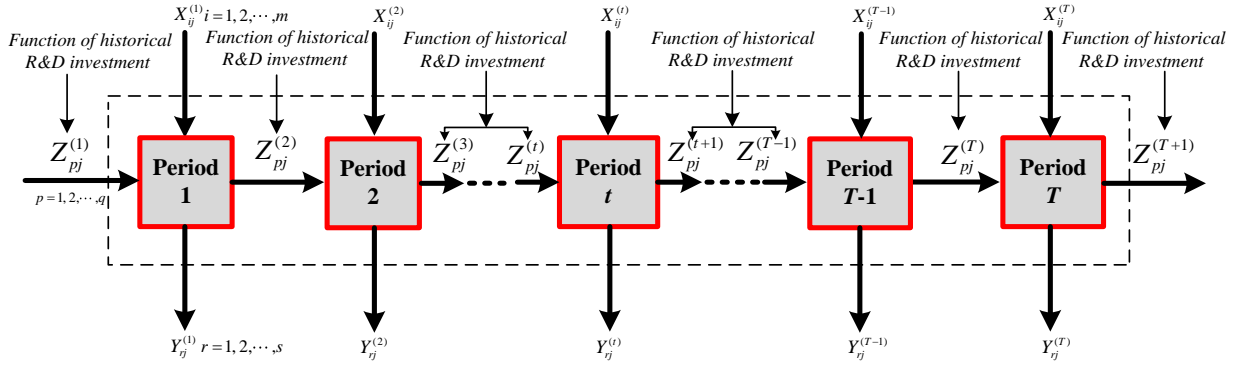 X_{ij}^{(1)} i = 1, 2, ⋯, m
X_{ij}^{(2)}
X_{ij}^{(t)}
X_{ij}^{(T-1)}
X_{ij}^{(T)}
Function of historical
R&D investment
Function of historical
R&D investment
Function of historical
R&D investment
Function of historical
R&D investment
Function of historical
R&D investment
Function of historical
R&D investment
Z_{pj}^{(1)}
p = 1, 2, ⋯, q
Period
1
Z_{pj}^{(2)}
Period
2
Z_{pj}^{(3)}
Z_{pj}^{(t)}
Period
t
Z_{pj}^{(t+1)}
Z_{pj}^{(T-1)}
Period
T-1
Z_{pj}^{(T)}
Period
T
Z_{pj}^{(T+1)}
Y_{rj}^{(1)} r = 1, 2, ⋯, s
Y_{rj}^{(2)}
Y_{rj}^{(t)}
Y_{rj}^{(T-1)}
Y_{rj}^{(T)}